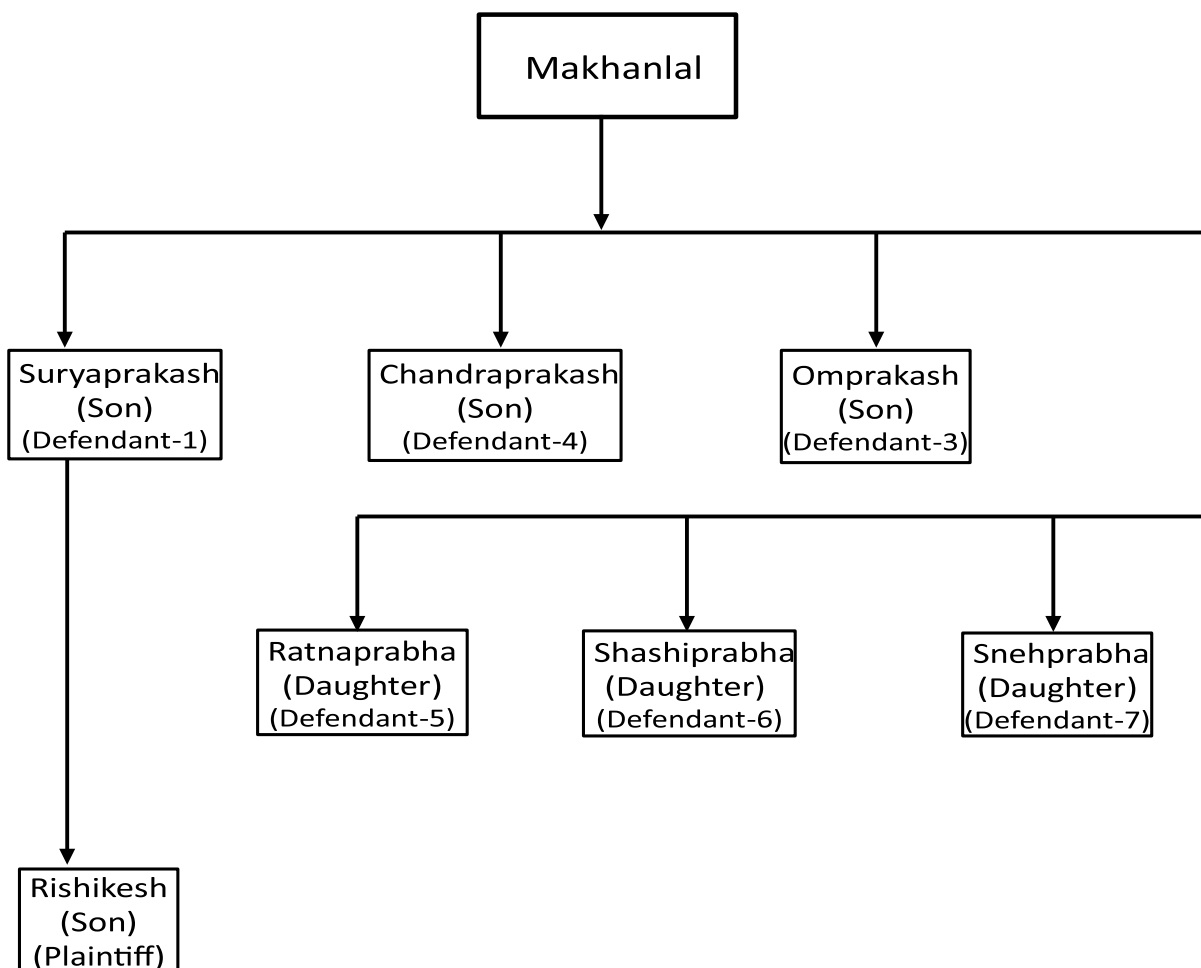 Makhanlal
Suryaprakash
(Son)
(Defendant-1)
Chandraprakash
(Son)
(Defendant-4)
Omprakash
(Son)
(Defendant-3)
Ratnaprabha
(Daughter)
(Defendant-5)
Shashiprabha
(Daughter)
(Defendant-6)
Snehprabha
(Daughter)
(Defendant-7)
Rishikesh
(Son)
(Plaintiff)